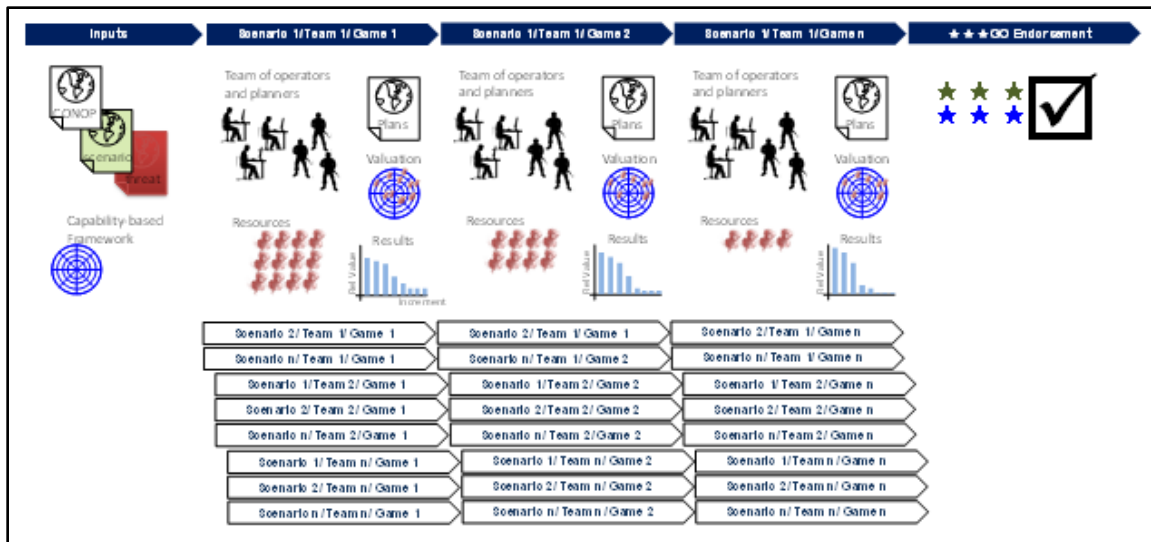 Inputs
Scenario 1/Team 1/ Game 1
Scenario 1/Team 1/ Game 2
Scenario 1/ Team 1/ Game n
★ ★ ★ GO Endorsement
CONOP
scenario
threat
Capability-based
Framework
Team of operators
and planners
Plans
Valuation
Resources
Results
Rel Value
Increment
Team of operators
and planners
Plans
Valuation
Resources
Results
Rel Value
Team of operators
and planners
Plans
Valuation
Resources
Results
Rel Value
Scenario 2/ Team 1/ Game 1
Scenario 2/ Team 1/ Game 1
Scenario 2/ Team 1/ Game n
Scenario n/ Team 1/ Game 1
Scenario n/ Team 1/ Game 2
Scenario n/ Team 1/ Game n
Scenario 1/ Team 2/ Game 1
Scenario 1/ Team 2/ Game 2
Scenario 1/ Team 2/ Game n
Scenario 2/ Team 2/ Game 1
Scenario 2/ Team 2/ Game 2
Scenario 2/ Team 2/ Game n
Scenario n/ Team 2/ Game 1
Scenario n/ Team 2/ Game 2
Scenario n/ Team 2/ Game n
Scenario 1/ Team n/ Game 1
Scenario 1/ Team n/ Game 2
Scenario 1/ Team n/ Game n
Scenario 2/ Team n/ Game 1
Scenario 2/ Team n/ Game 2
Scenario 2/ Team n/ Game n
Scenario n/ Team n/ Game 1
Scenario n/ Team n/ Game 2
Scenario n/ Team n/ Game n